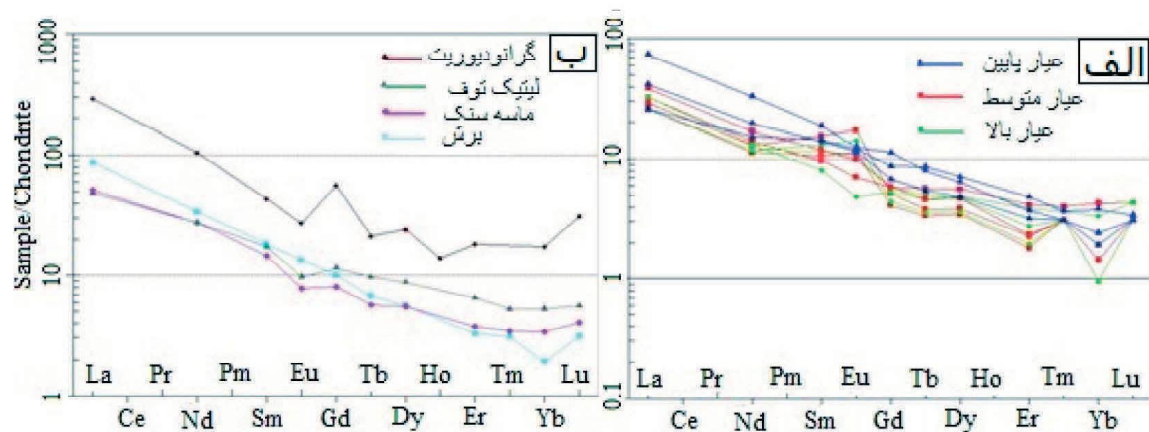 ب
1000
100
10
1
Sample/Chondrite
گرانودیوریت
لیتیک توف
ماسه سنگ
برش
La Pr Pm Eu Tb Ho Tm Lu
Ce Nd Sm Gd Dy Er Yb
الف
100
10
1
0.1
عیار پایین
عیار متوسط
عیار بالا
La Pr Pm Eu Tb Ho Tm Lu
Ce Nd Sm Gd Dy Er Yb